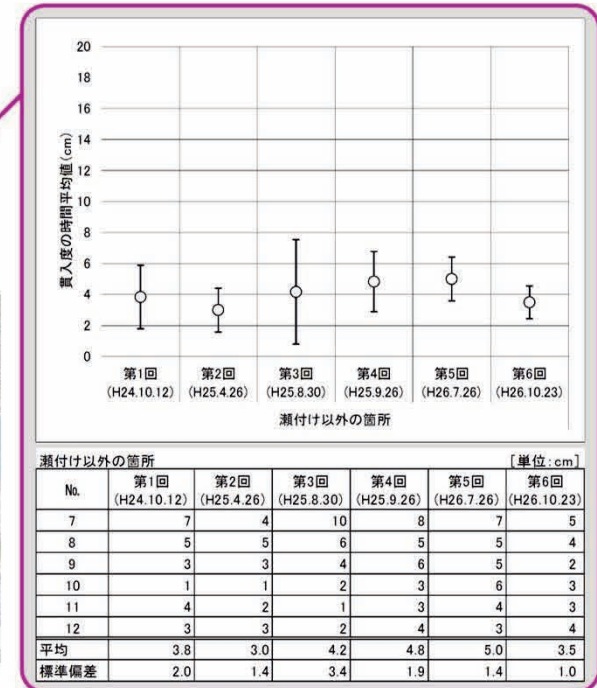 20
18
16
14
12
10
8
6
4
2
0
貫入度の時間平均値(cm)
第1回 第2回 第3回 第4回 第5回 第6回
(H24.10.12) (H25.4.26) (H25.8.30) (H25.9.26) (H26.7.26) (H26.10.23)
瀬付け以外の箇所
瀬付け以外の箇所 [単位:cm]
No. 第1回 第2回 第3回 第4回 第5回 第6回
(H24.10.12) (H25.4.26) (H25.8.30) (H25.9.26) (H26.7.26) (H26.10.23)
7 7 4 10 8 7 5
8 5 5 6 5 5 4
9 3 3 4 6 5 2
10 1 1 2 3 6 3
11 4 2 1 3 4 3
12 3 3 2 4 3 4
平均 3.8 3.0 4.2 4.8 5.0 3.5
標準偏差 2.0 1.4 3.4 1.9 1.4 1.0